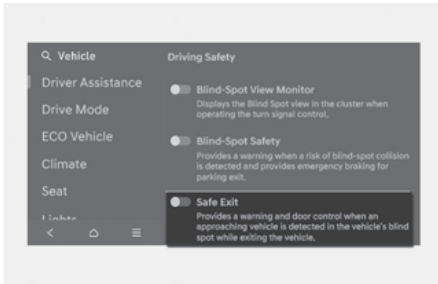 Vehicle
Driver Assistance
Drive Mode
ECO Vehicle
Climate
Seat
Lights
Driving Safety
Blind-Spot View Monitor
Displays the Blind Spot view in the cluster when
operating the turn signal control.
Blind-Spot Safety
Provides a warning when a risk of blind-spot collision
is detected and provides emergency braking for
parking exit.
Safe Exit
Provides a warning and door control when an
approaching vehicle is detected in the vehicle's blind
spot while exiting the vehicle.